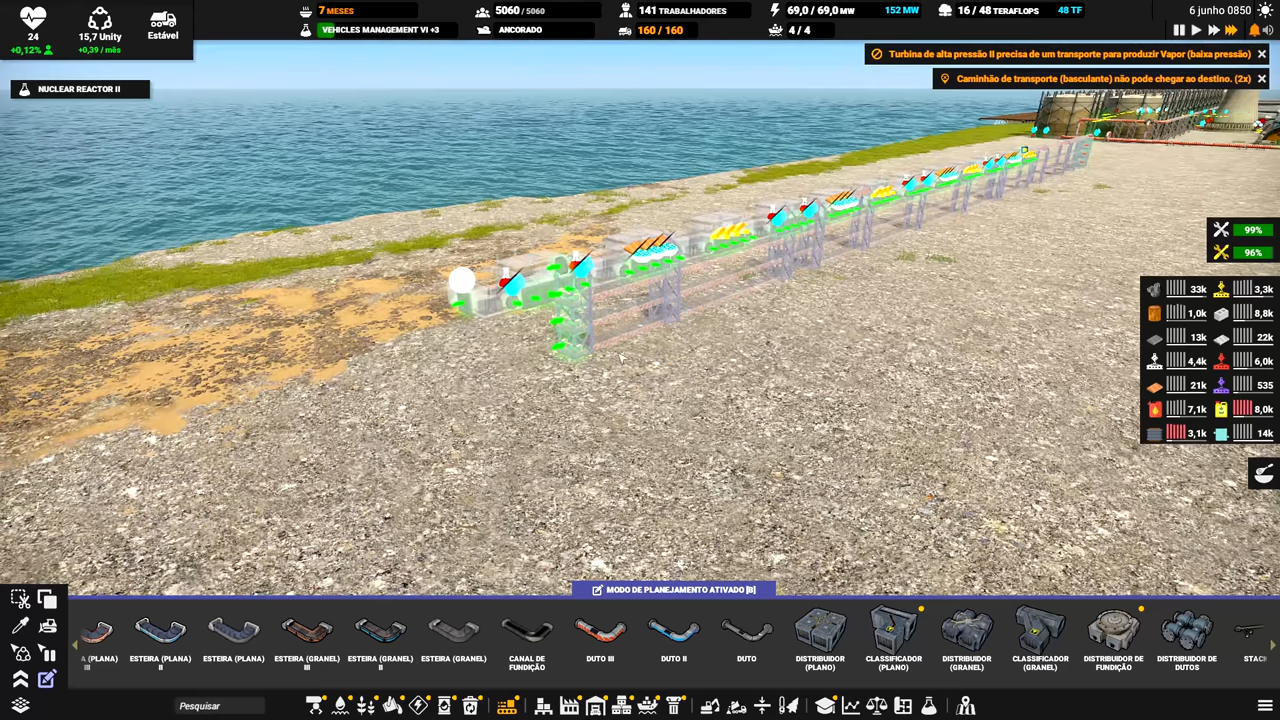 24
+0,12%
15,7 Unity
+0,39 / mês
Estável
7 MESES
VEHICLES MANAGEMENT VI +3
5060 / 5060
ANCORADO
141 TRABALHADORES
160 / 160
69,0 / 69,0 MW
152 MW
4 / 4
16 / 48 TERAFLOPS
48 TF
6 junho 0850
Turbina de alta pressão II precisa de um transporte para produzir Vapor (baixa pressão)
Caminhão de transporte (basculante) não pode chegar ao destino. (2x)
NUCLEAR REACTOR II
99%
96%
33k
3,3k
1,0k
8,8k
13k
22k
4,4k
6,0k
21k
535
7,1k
8,0k
3,1k
14k
MODO DE PLANEJAMENTO ATIVADO [B]
A (PLANA) III
ESTEIRA (PLANA) II
ESTEIRA (PLANA)
ESTEIRA (GRANEL) III
ESTEIRA (GRANEL) II
ESTEIRA (GRANEL)
CANAL DE FUNDIÇÃO
DUTO III
DUTO II
DUTO
DISTRIBUIDOR (PLANO)
CLASSIFICADOR (PLANO)
DISTRIBUIDOR (GRANEL)
CLASSIFICADOR (GRANEL)
DISTRIBUIDOR DE FUNDIÇÃO
DISTRIBUIDOR DE DUTOS
STAC
Pesquisar